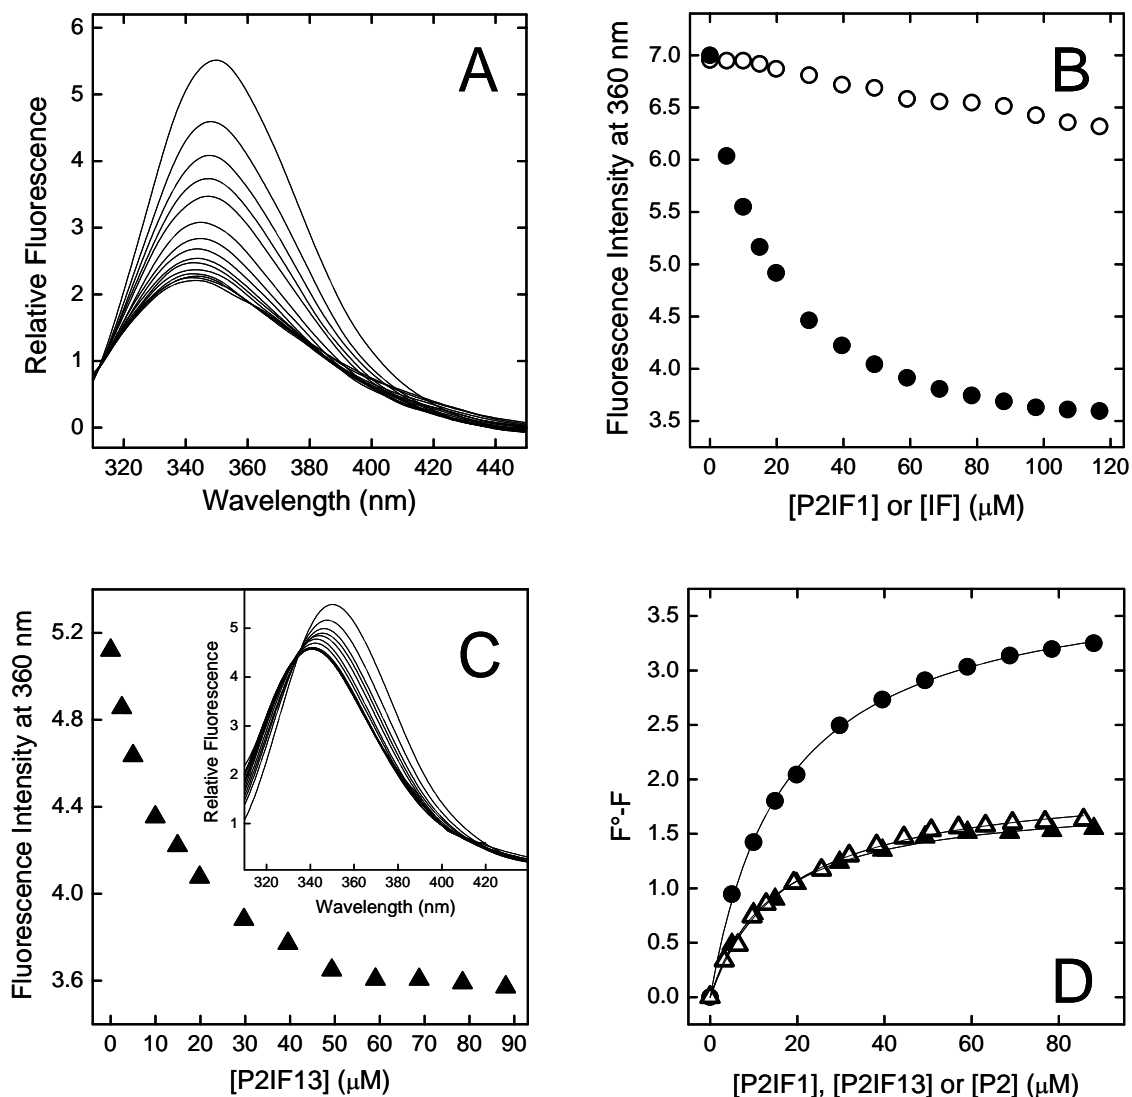 A
Relative Fluorescence
6
5
4
3
2
1
0
320 340 360 380 400 420 440
Wavelength (nm)
B
Fluorescence Intensity at 360 nm
7.0
6.5
6.0
5.5
5.0
4.5
4.0
3.5
0 20 40 60 80 100 120
[P2IF1] or [IF] (μM)
C
Fluorescence Intensity at 360 nm
5.2
4.8
4.4
4.0
3.6
0 10 20 30 40 50 60 70 80 90
[P2IF13] (μM)
Relative Fluorescence
5
4
3
2
1
320 340 360 380 400 420
Wavelength (nm)
D
F°-F
3.5
3.0
2.5
2.0
1.5
1.0
0.5
0.0
0 20 40 60 80
[P2IF1], [P2IF13] or [P2] (μM)